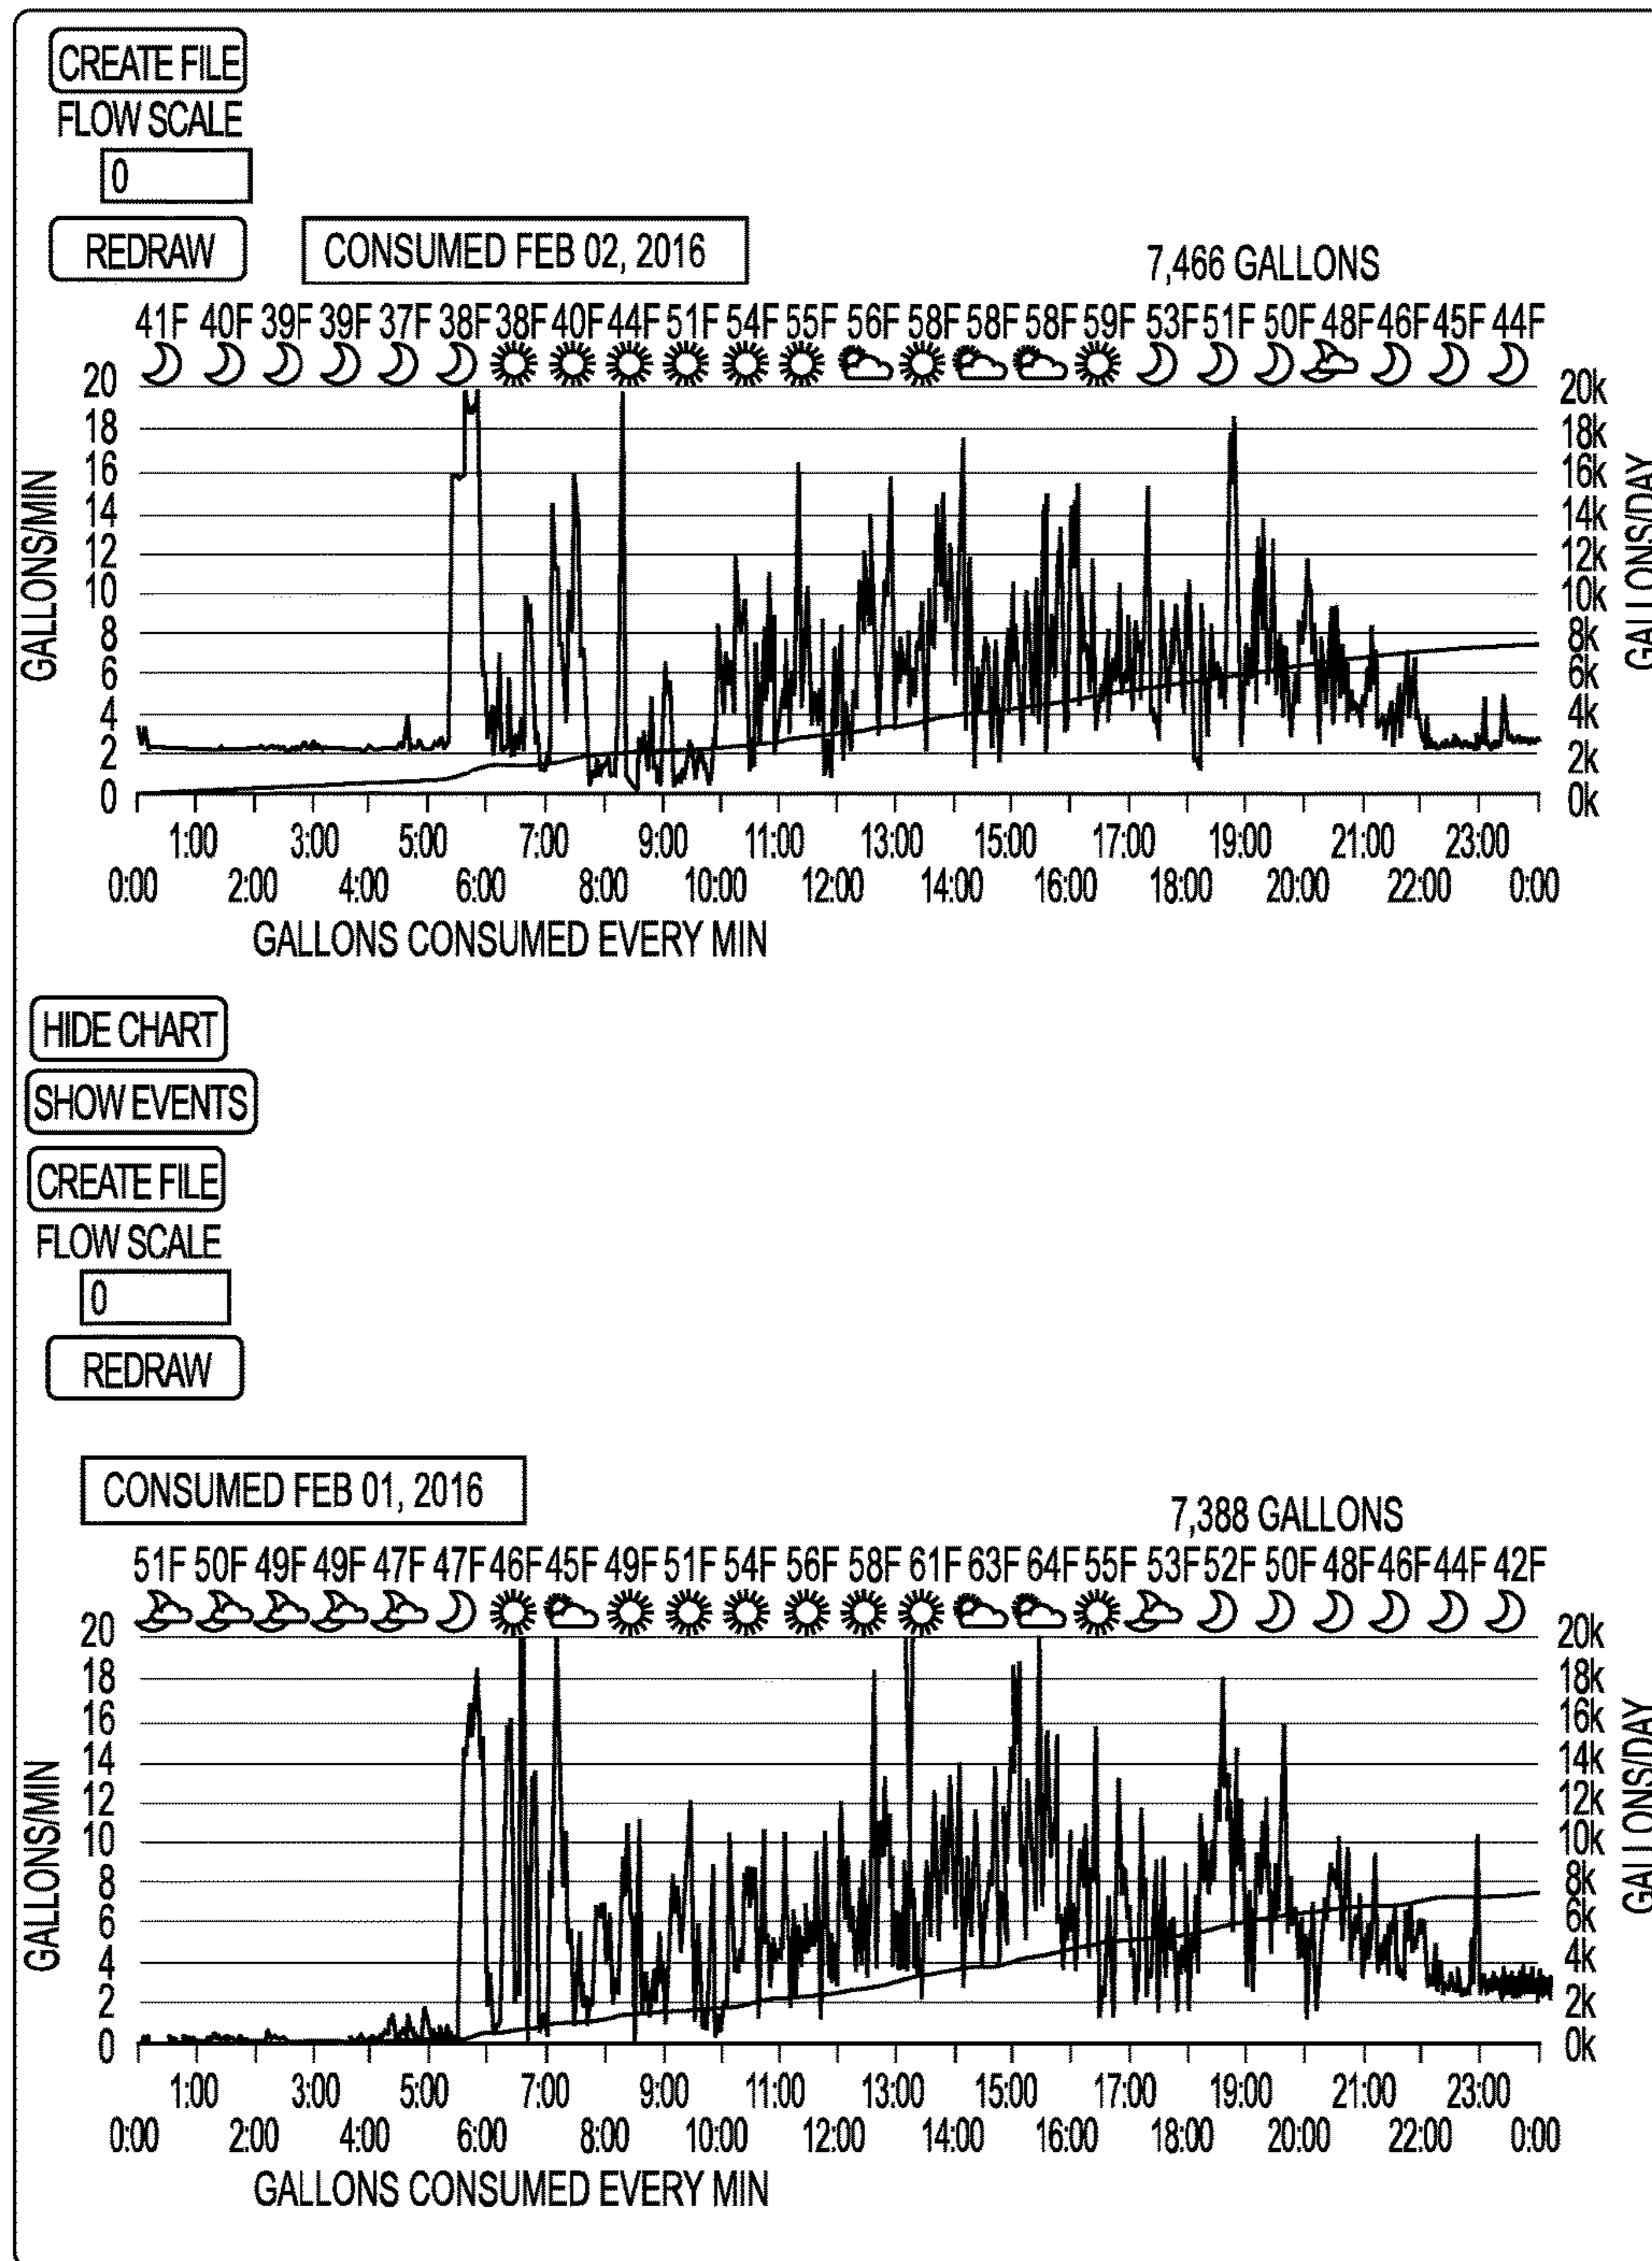 CREATE FILE
FLOW SCALE
0
REDRAW
CONSUMED FEB 02, 2016
7,466 GALLONS
41F 40F 39F 39F 37F 38F 38F 40F 44F 51F 54F 55F 56F 58F 58F 58F 59F 53F 51F 50F 48F 46F 45F 44F
GALLONS/MIN
20
18
16
14
12
10
8
6
4
2
0
20k
18k
16k
14k
12k
10k
8k
6k
4k
2k
0k
GALLONS/DAY
1:00 3:00 5:00 7:00 9:00 11:00 13:00 15:00 17:00 19:00 21:00 23:00
0:00 2:00 4:00 6:00 8:00 10:00 12:00 14:00 16:00 18:00 20:00 22:00 0:00
GALLONS CONSUMED EVERY MIN
HIDE CHART
SHOW EVENTS
CREATE FILE
FLOW SCALE
0
REDRAW
CONSUMED FEB 01, 2016
7,388 GALLONS
51F 50F 49F 49F 47F 47F 46F 45F 49F 51F 54F 56F 58F 61F 63F 64F 55F 53F 52F 50F 48F 46F 44F 42F
GALLONS/MIN
20
18
16
14
12
10
8
6
4
2
0
20k
18k
16k
14k
12k
10k
8k
6k
4k
2k
0k
GALLONS/DAY
1:00 3:00 5:00 7:00 9:00 11:00 13:00 15:00 17:00 19:00 21:00 23:00
0:00 2:00 4:00 6:00 8:00 10:00 12:00 14:00 16:00 18:00 20:00 22:00 0:00
GALLONS CONSUMED EVERY MIN